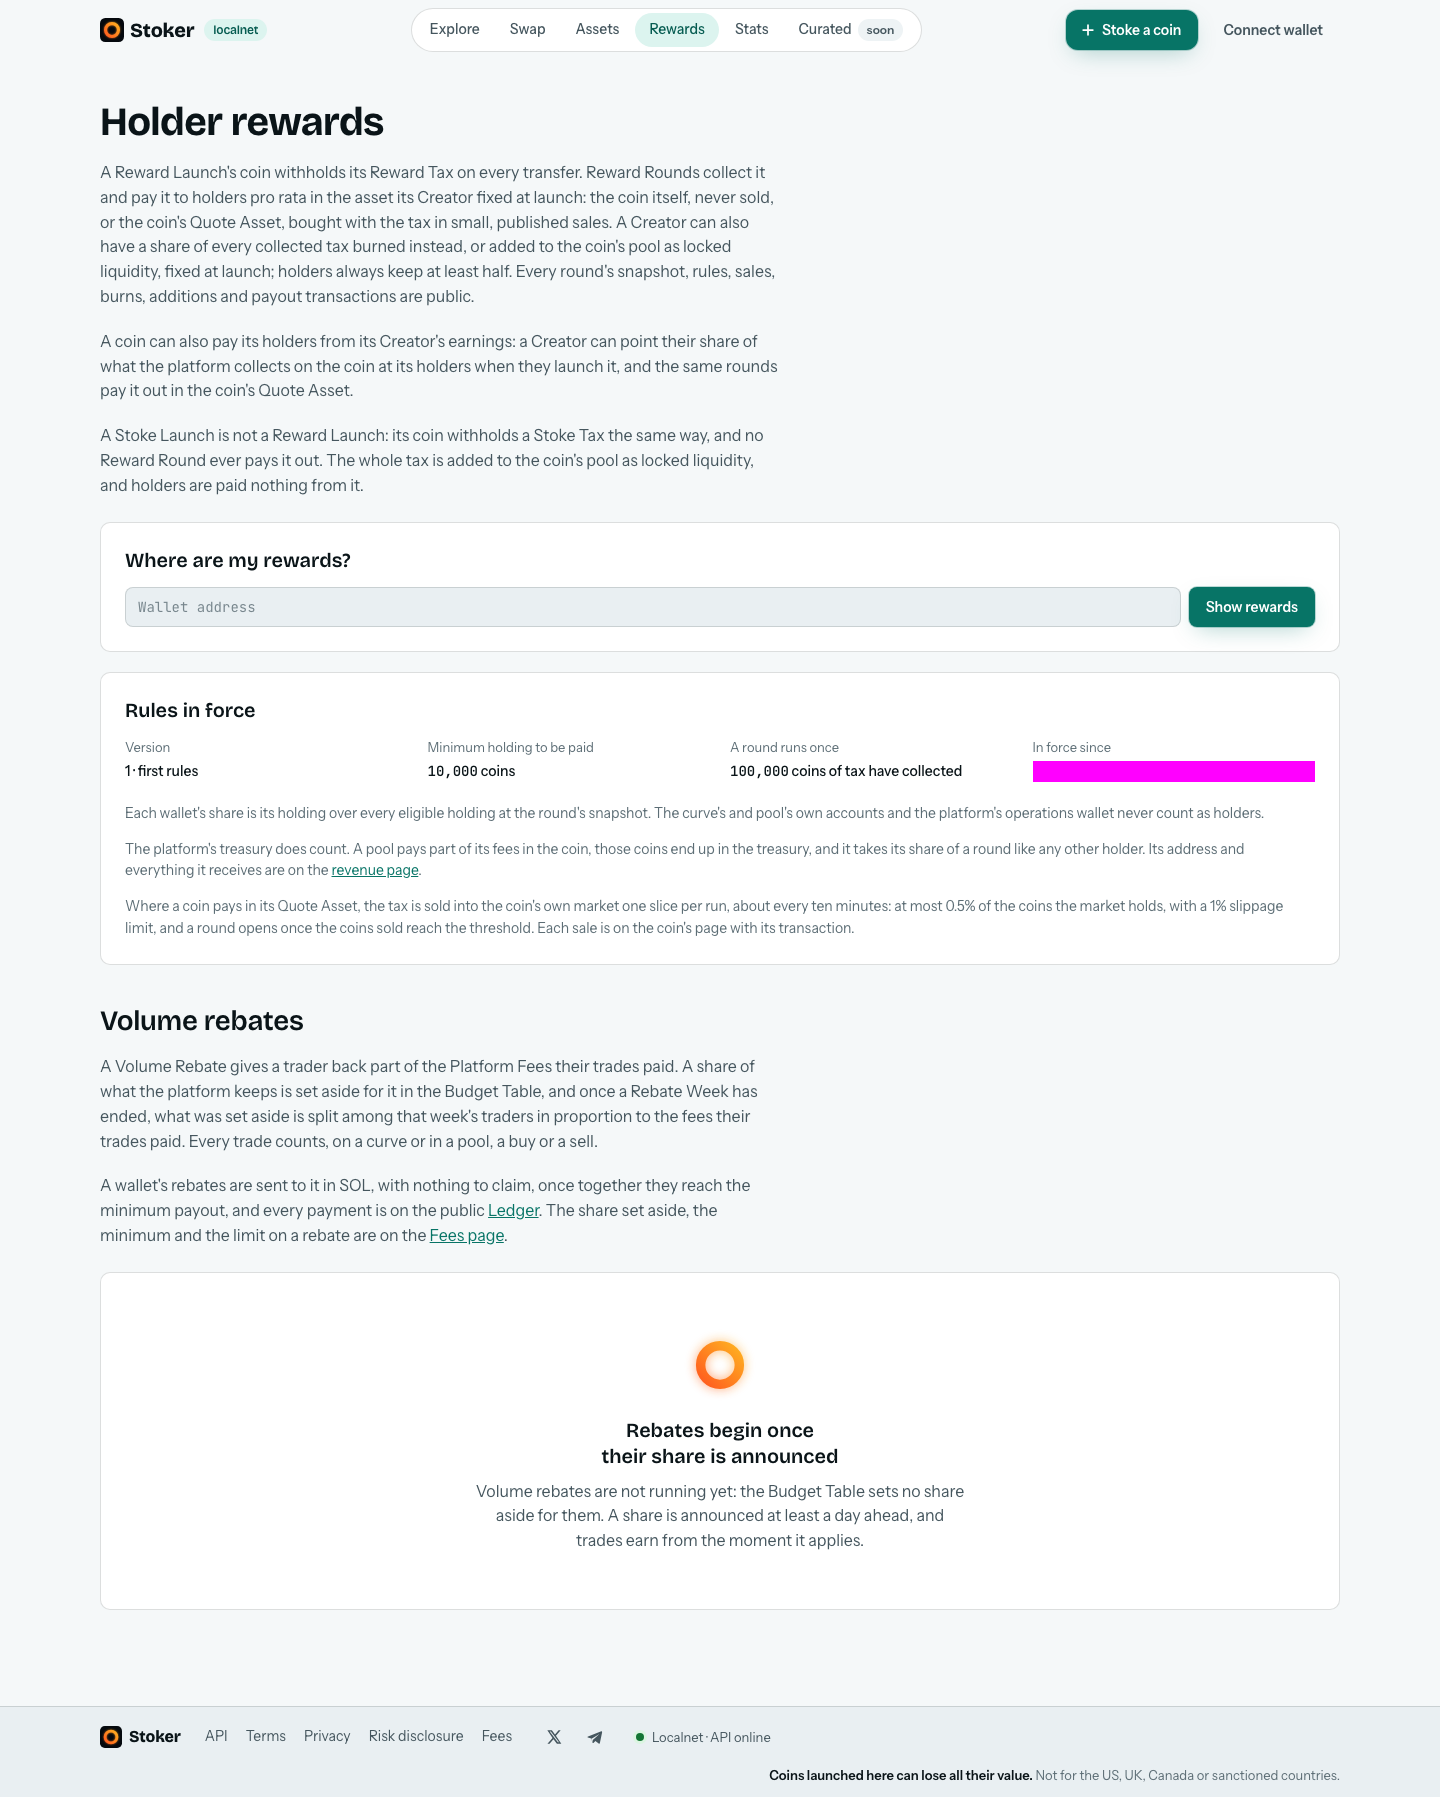 Stoker localnet Explore Swap Assets Rewards Stats Curated soon + Stoke a coin Connect wallet
Holder rewards
A Reward Launch's coin withholds its Reward Tax on every transfer. Reward Rounds collect it
and pay it to holders pro rata in the asset its Creator fixed at launch: the coin itself, never sold,
or the coin's Quote Asset, bought with the tax in small, published sales. A Creator can also
have a share of every collected tax burned instead, or added to the coin's pool as locked
liquidity, fixed at launch; holders always keep at least half. Every round's snapshot, rules, sales,
burns, additions and payout transactions are public.
A coin can also pay its holders from its Creator's earnings: a Creator can point their share of
what the platform collects on the coin at its holders when they launch it, and the same rounds
pay it out in the coin's Quote Asset.
A Stoke Launch is not a Reward Launch: its coin withholds a Stoke Tax the same way, and no
Reward Round ever pays it out. The whole tax is added to the coin's pool as locked liquidity,
and holders are paid nothing from it.
Where are my rewards?
Wallet address Show rewards
Rules in force
Version Minimum holding to be paid A round runs once In force since
1 · first rules 10,000 coins 100,000 coins of tax have collected
Each wallet's share is its holding over every eligible holding at the round's snapshot. The curve's and pool's own accounts and the platform's operations wallet never count as holders.
The platform's treasury does count. A pool pays part of its fees in the coin, those coins end up in the treasury, and it takes its share of a round like any other holder. Its address and
everything it receives are on the revenue page.
Where a coin pays in its Quote Asset, the tax is sold into the coin's own market one slice per run, about every ten minutes: at most 0.5% of the coins the market holds, with a 1% slippage
limit, and a round opens once the coins sold reach the threshold. Each sale is on the coin's page with its transaction.
Volume rebates
A Volume Rebate gives a trader back part of the Platform Fees their trades paid. A share of
what the platform keeps is set aside for it in the Budget Table, and once a Rebate Week has
ended, what was set aside is split among that week's traders in proportion to the fees their
trades paid. Every trade counts, on a curve or in a pool, a buy or a sell.
A wallet's rebates are sent to it in SOL, with nothing to claim, once together they reach the
minimum payout, and every payment is on the public Ledger. The share set aside, the
minimum and the limit on a rebate are on the Fees page.
Rebates begin once
their share is announced
Volume rebates are not running yet: the Budget Table sets no share
aside for them. A share is announced at least a day ahead, and
trades earn from the moment it applies.
Stoker API Terms Privacy Risk disclosure Fees Localnet · API online
Coins launched here can lose all their value. Not for the US, UK, Canada or sanctioned countries.